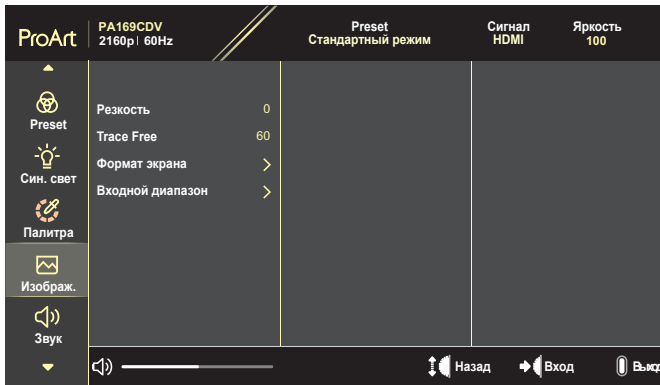 ProArt
PA169CDV
2160p | 60Hz
Preset
Стандартный режим
Сигнал
HDMI
Яркость
100
Preset
Син. свет
Палитра
Изображ.
Звук
Резкость 0
Trace Free 60
Формат экрана
Входной диапазон
Назад
Вход
Выход